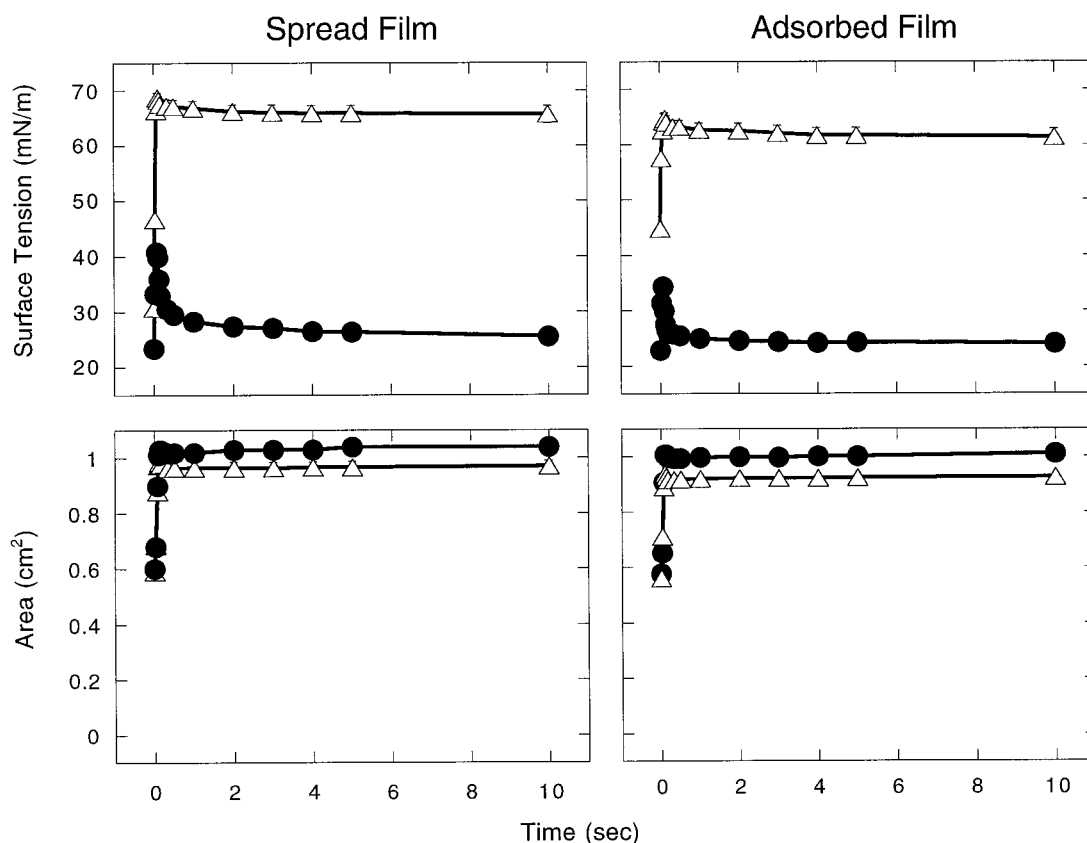 Spread Film
Adsorbed Film
Surface Tension (mN/m)
70
60
50
40
30
20
Area (cm²)
1
0.8
0.6
0.4
0.2
0
0 2 4 6 8 10
0 2 4 6 8 10
Time (sec)